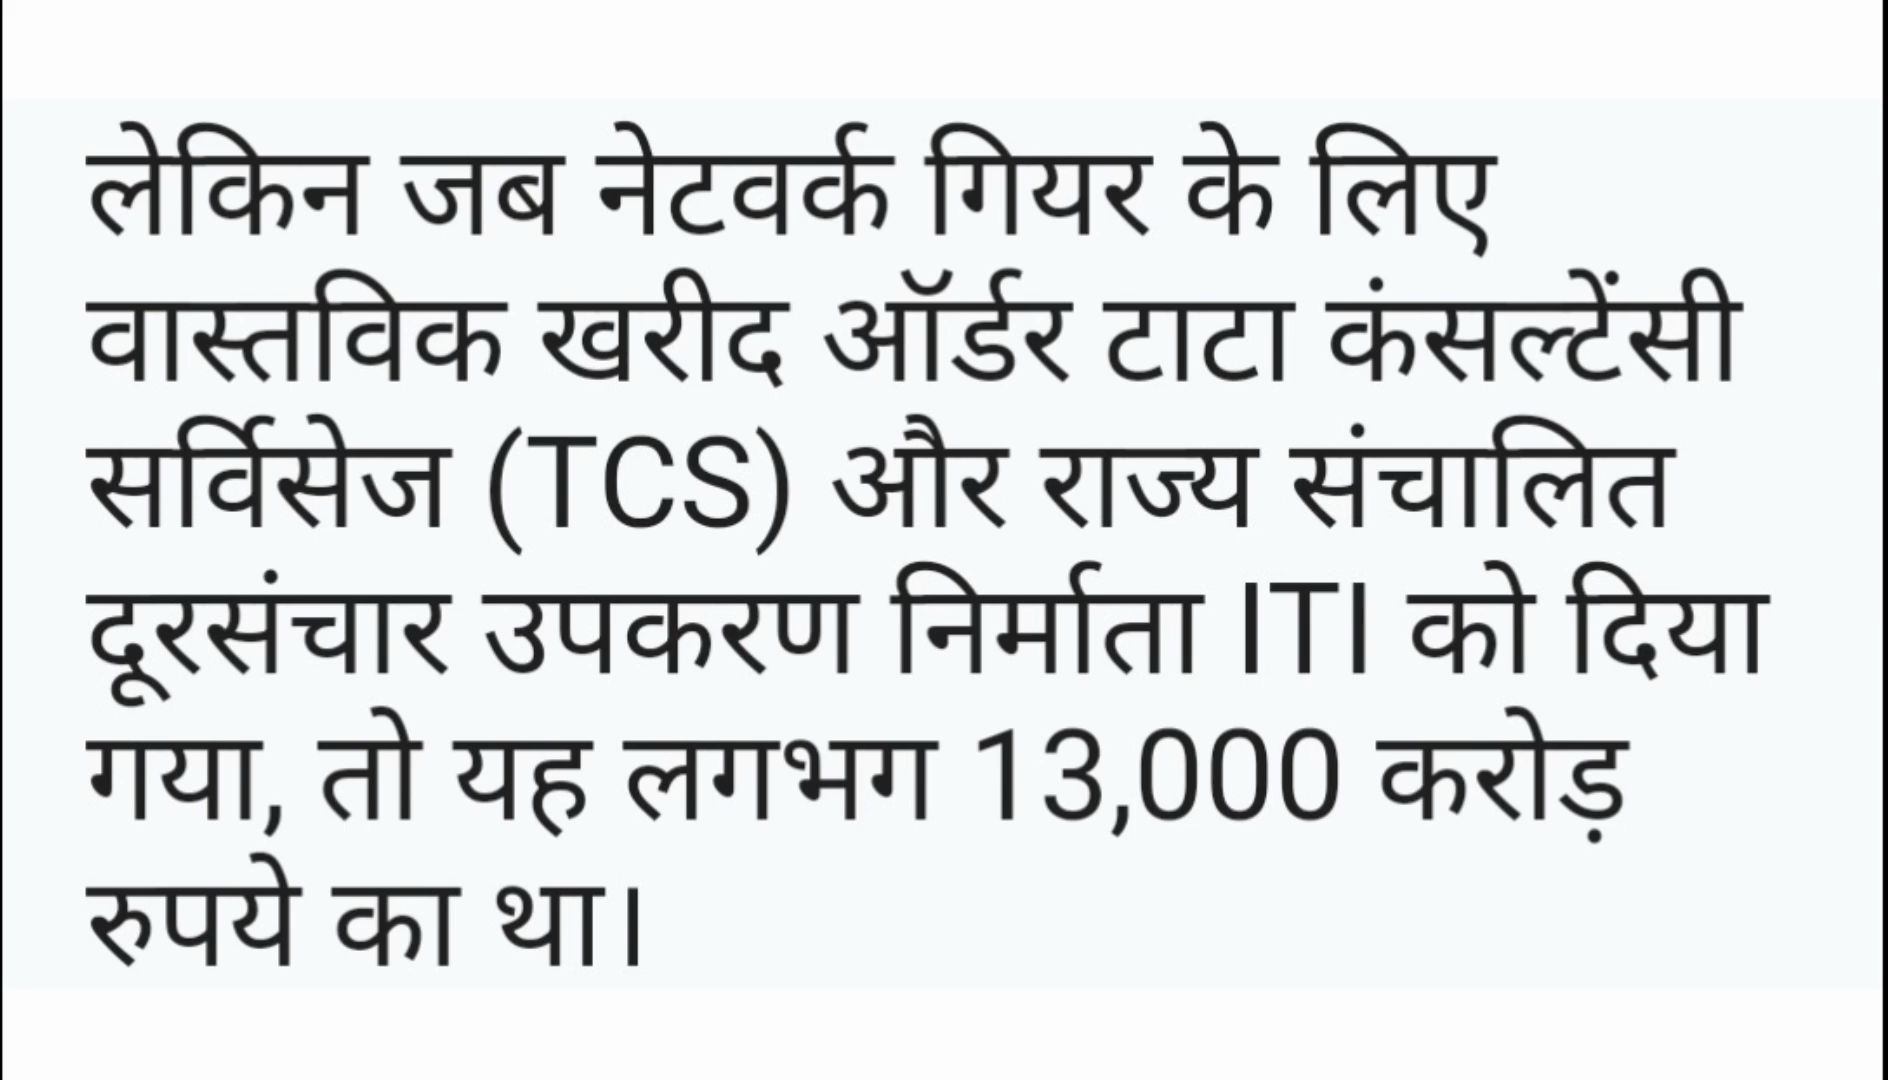 लेकिन जब नेटवर्क गियर के लिए
वास्तविक खरीद ऑर्डर टाटा कंसल्टेंसी
सर्विसेज (TCS) और राज्य संचालित
दूरसंचार उपकरण निर्माता ITI को दिया
गया, तो यह लगभग 13,000 करोड़
रुपये का था।